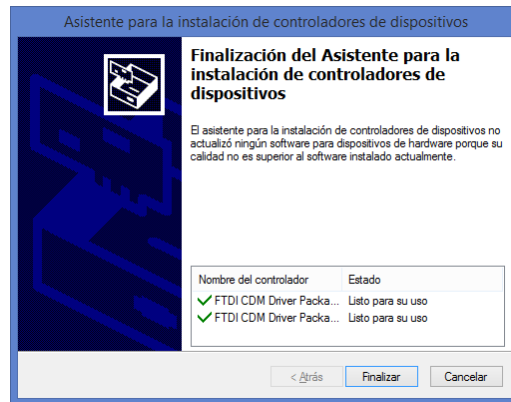 Asistente para la instalación de controladores de dispositivos
Finalización del Asistente para la
instalación de controladores de
dispositivos
El asistente para la instalación de controladores de dispositivos no
actualizó ningún software para dispositivos de hardware porque su
calidad no es superior al software instalado actualmente.
Nombre del controlador Estado
FTDI CDM Driver Packa... Listo para su uso
FTDI CDM Driver Packa... Listo para su uso
< Atrás Finalizar Cancelar